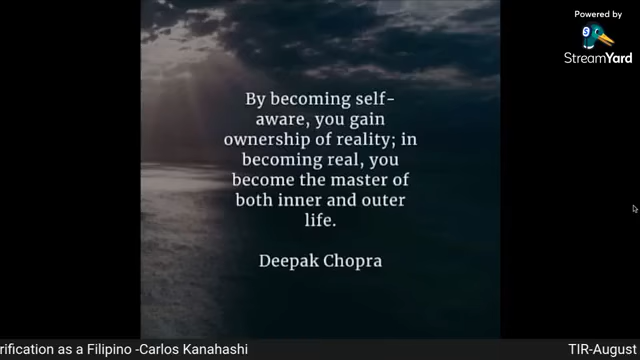 Powered by
StreamYard
By becoming self-
aware, you gain
ownership of reality; in
becoming real, you
become the master of
both inner and outer
life.
Deepak Chopra
rification as a Filipino -Carlos Kanahashi
TIR-August